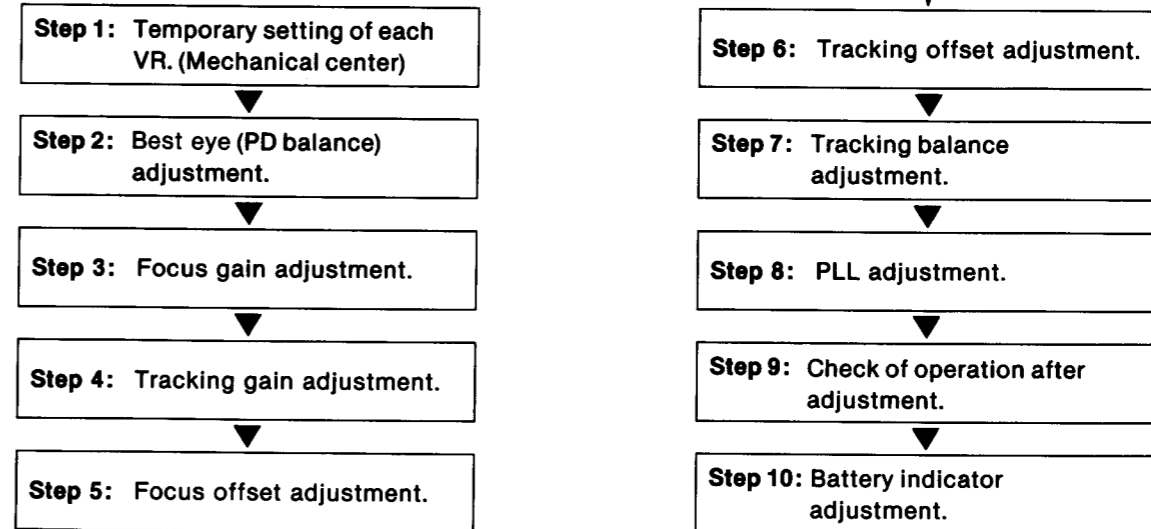 Step 1: Temporary setting of each
VR. (Mechanical center)
Step 2: Best eye (PD balance)
adjustment.
Step 3: Focus gain adjustment.
Step 4: Tracking gain adjustment.
Step 5: Focus offset adjustment.
Step 6: Tracking offset adjustment.
Step 7: Tracking balance
adjustment.
Step 8: PLL adjustment.
Step 9: Check of operation after
adjustment.
Step 10: Battery indicator
adjustment.